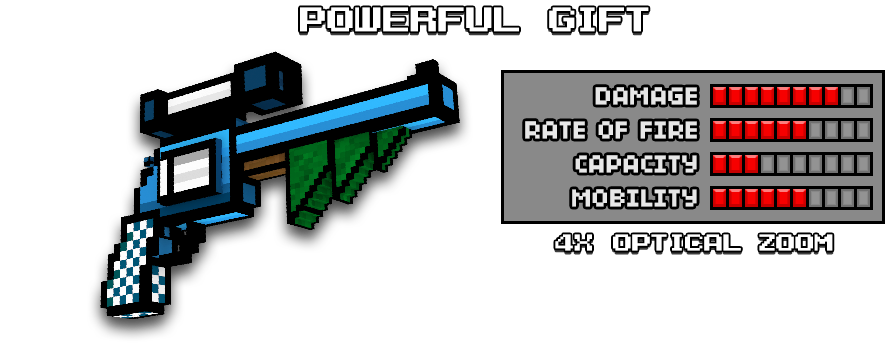 POWERFUL GIFT
DAMAGE
RATE OF FIRE
CAPACITY
MOBILITY
4X OPTICAL ZOOM